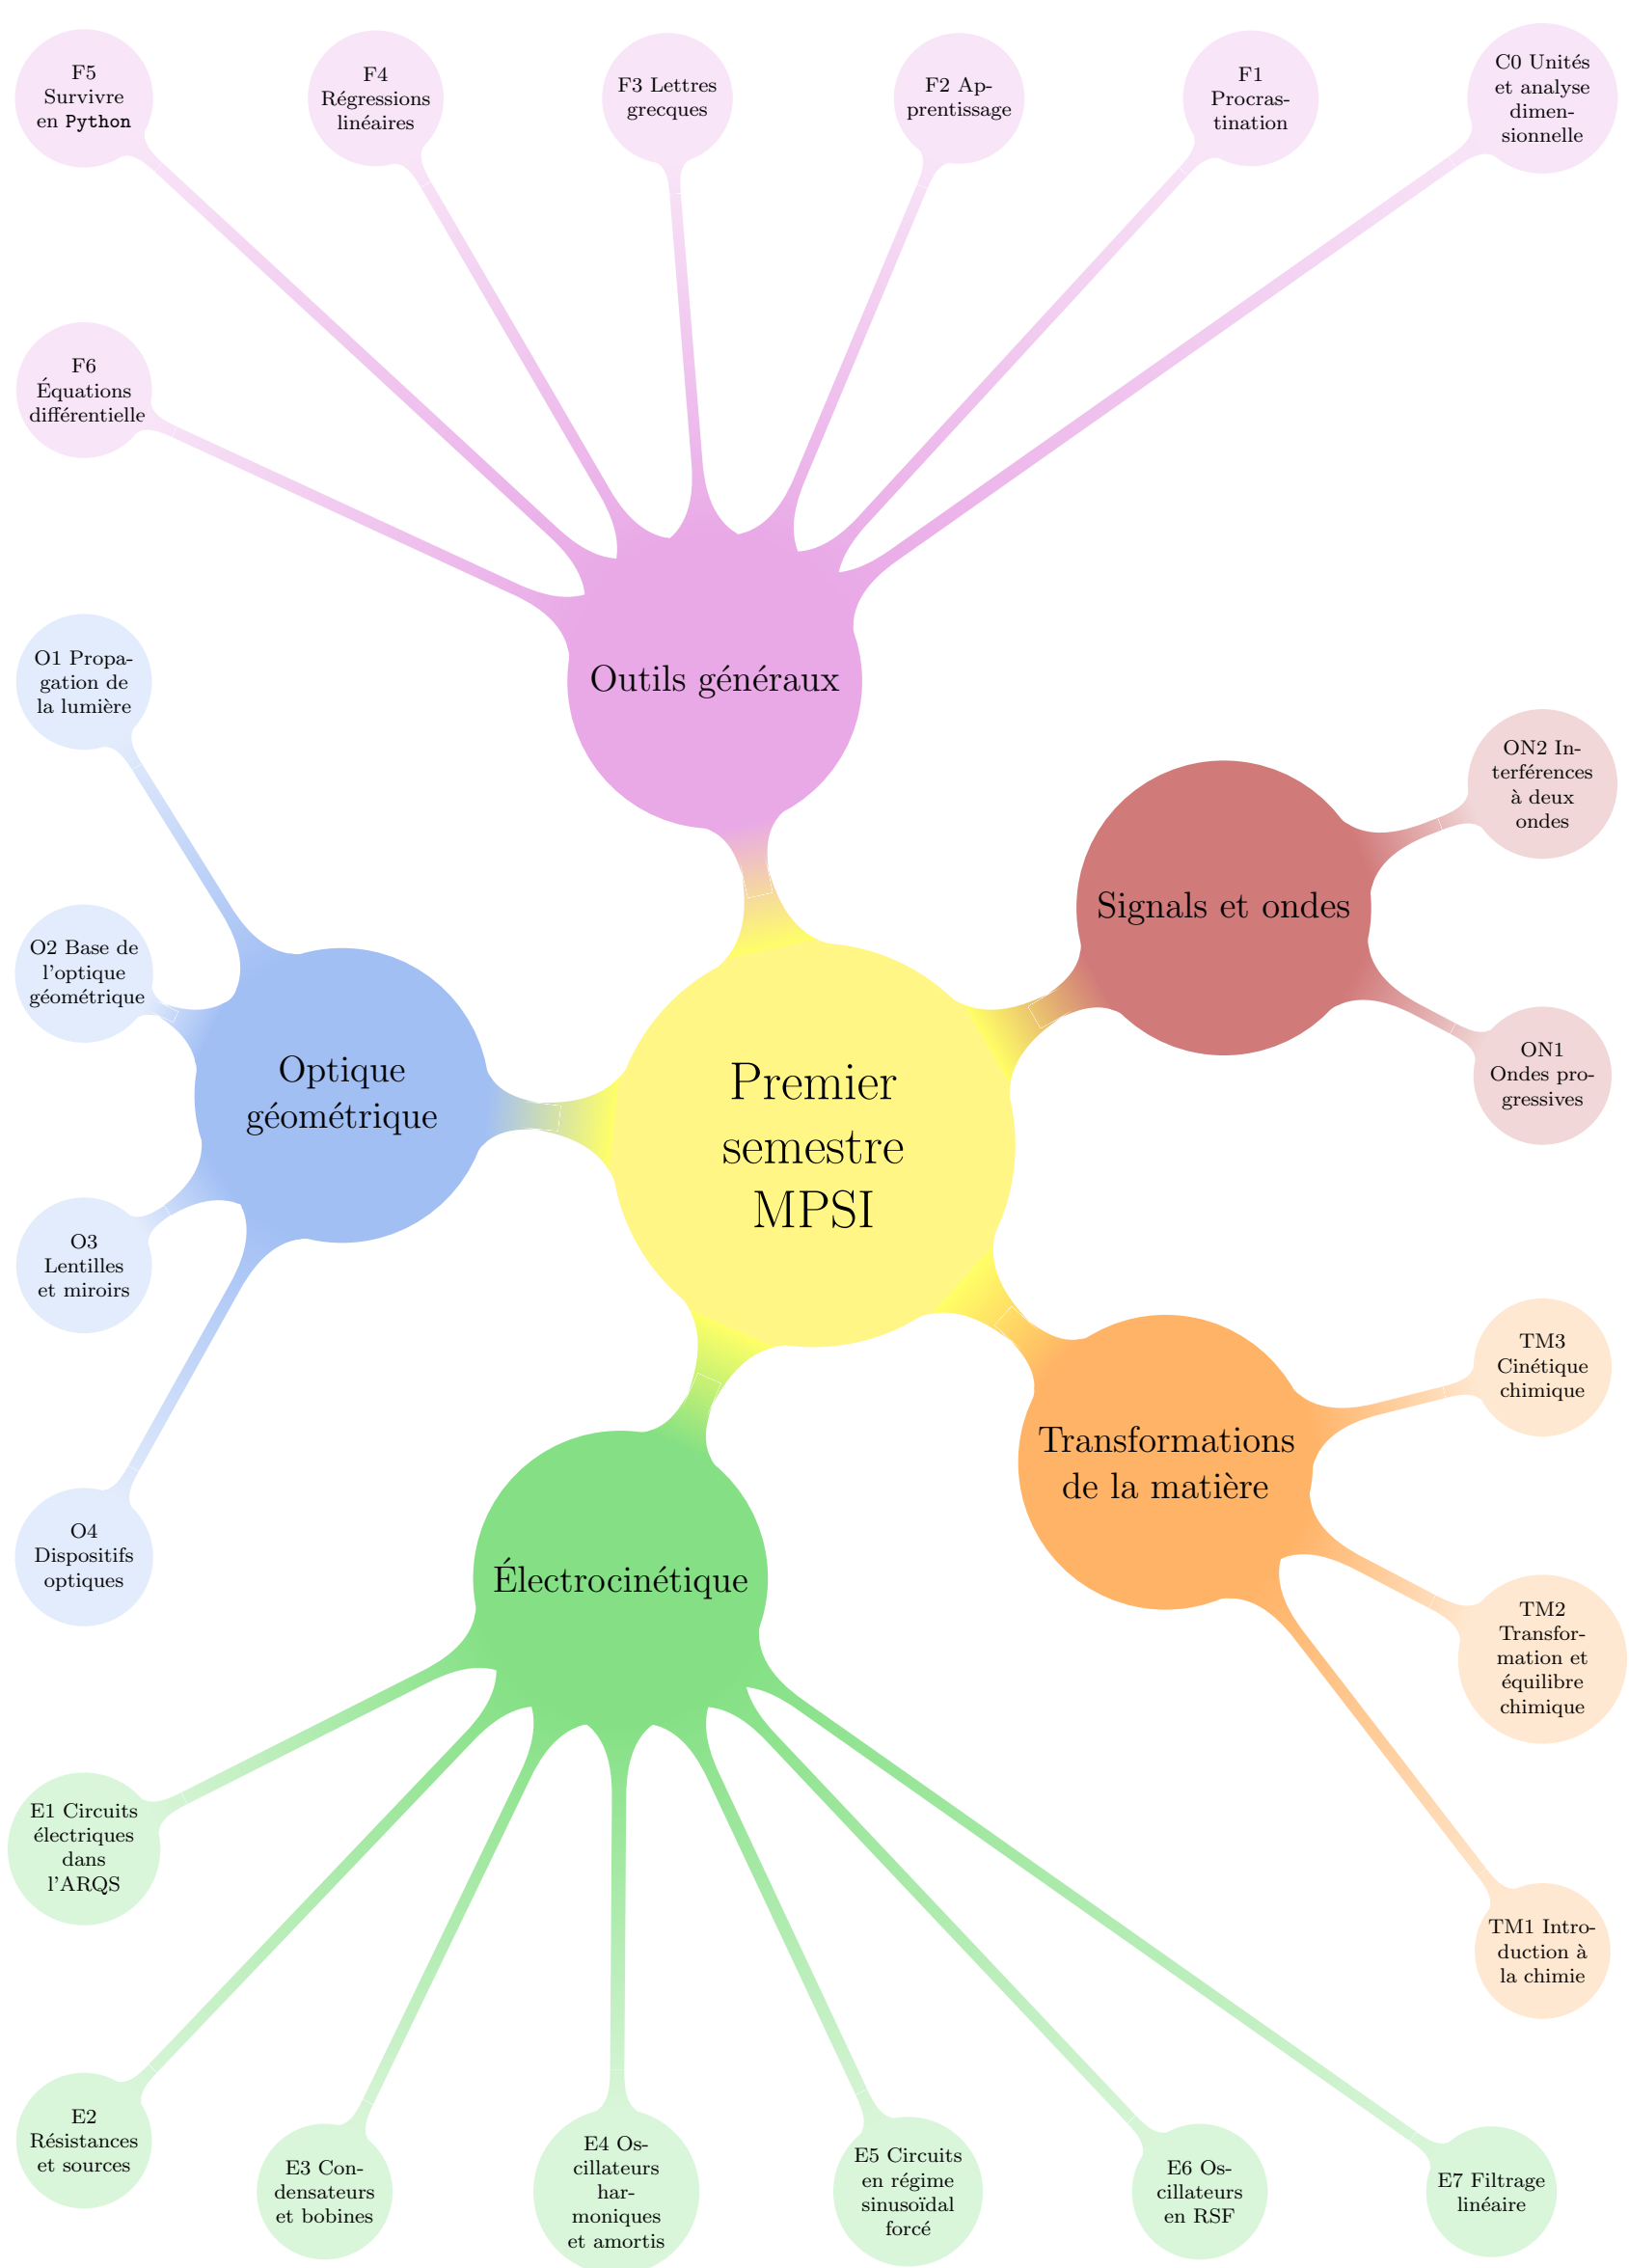 F5
Survivre
en Python
F4
Régressions
linéaires
F3 Lettres
grecques
F2 Ap-
prentissage
F1
Procras-
tination
C0 Unités
et analyse
dimen-
sionnelle
F6
Équations
différentielle
Outils généraux
O1 Propa-
gation de
la lumière
ON2 In-
terférences
à deux
ondes
Signals et ondes
O2 Base de
l'optique
géométrique
Optique
géométrique
Premier
semestre
MPSI
ON1
Ondes pro-
gressives
O3
Lentilles
et miroirs
TM3
Cinétique
chimique
Transformations
de la matière
O4
Dispositifs
optiques
Électrocinétique
TM2
Transfor-
mation et
équilibre
chimique
E1 Circuits
électriques
dans
l'ARQS
TM1 Intro-
duction à
la chimie
E2
Résistances
et sources
E3 Con-
densateurs
et bobines
E4 Os-
cillateurs
har-
moniques
et amortis
E5 Circuits
en régime
sinusoïdal
forcé
E6 Os-
cillateurs
en RSF
E7 Filtrage
linéaire